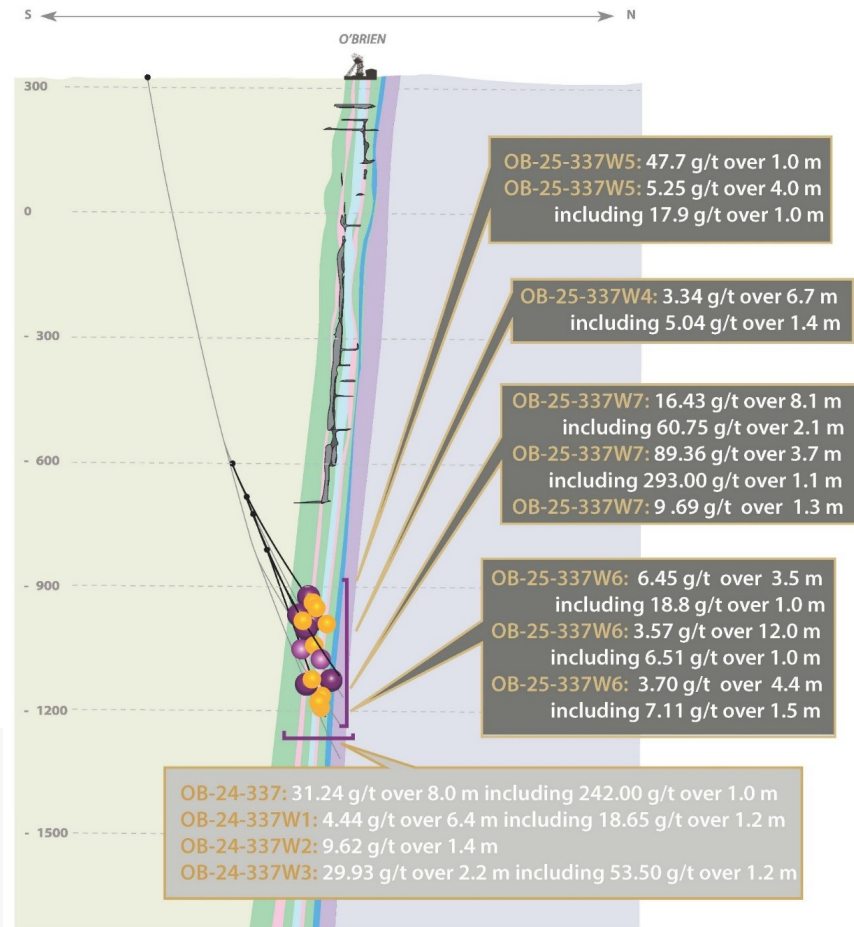 S N
O'BRIEN
300
0
- 300
- 600
- 900
- 1200
- 1500
OB-25-337W5: 47.7 g/t over 1.0 m
OB-25-337W5: 5.25 g/t over 4.0 m
including 17.9 g/t over 1.0 m
OB-25-337W4: 3.34 g/t over 6.7 m
including 5.04 g/t over 1.4 m
OB-25-337W7: 16.43 g/t over 8.1 m
including 60.75 g/t over 2.1 m
OB-25-337W7: 89.36 g/t over 3.7 m
including 293.00 g/t over 1.1 m
OB-25-337W7: 9 .69 g/t over 1.3 m
OB-25-337W6: 6.45 g/t over 3.5 m
including 18.8 g/t over 1.0 m
OB-25-337W6: 3.57 g/t over 12.0 m
including 6.51 g/t over 1.0 m
OB-25-337W6: 3.70 g/t over 4.4 m
including 7.11 g/t over 1.5 m
OB-24-337: 31.24 g/t over 8.0 m including 242.00 g/t over 1.0 m
OB-24-337W1: 4.44 g/t over 6.4 m including 18.65 g/t over 1.2 m
OB-24-337W2: 9.62 g/t over 1.4 m
OB-24-337W3: 29.93 g/t over 2.2 m including 53.50 g/t over 1.2 m